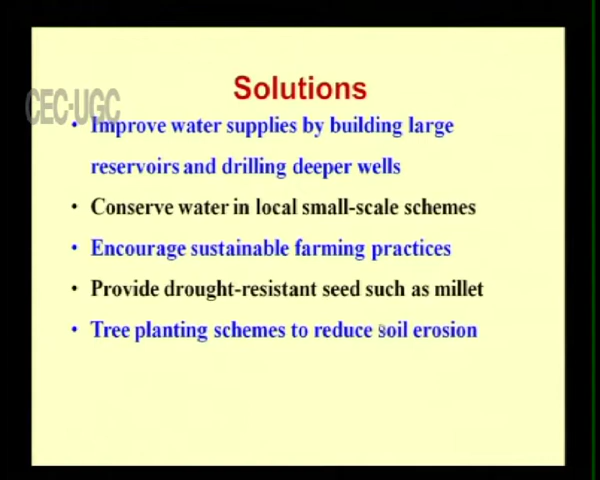 Solutions
CEC-UGC
• Improve water supplies by building large
reservoirs and drilling deeper wells
• Conserve water in local small-scale schemes
• Encourage sustainable farming practices
• Provide drought-resistant seed such as millet
• Tree planting schemes to reduce soil erosion